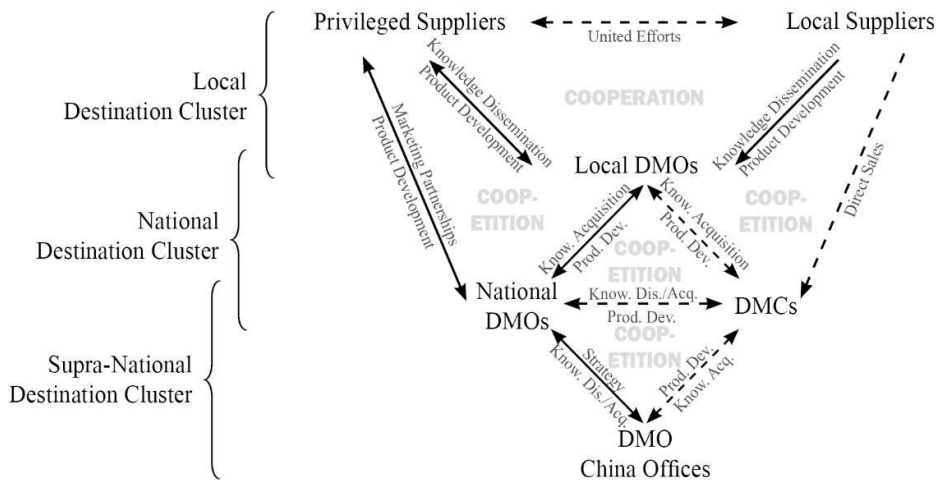 Privileged Suppliers
United Efforts
Local Suppliers
Local
Destination Cluster
Knowledge Dissemination
Product Development
COOPERATION
Knowledge Dissemination
Product Development
Marketing Partnerships
Product Development
Direct Sales
Local DMOs
COOP-
ETITION
COOP-
ETITION
National
Destination Cluster
Know. Acquisition
Prod. Dev.
Know. Acquisition
Prod. Dev.
COOP-
ETITION
National
DMOs
Know. Dis./Acq.
Prod. Dev.
DMCs
COOP-
ETITION
Supra-National
Destination Cluster
Strategy
Know. Dis./Acq.
Prod. Dev.
Know. Acq.
DMO
China Offices